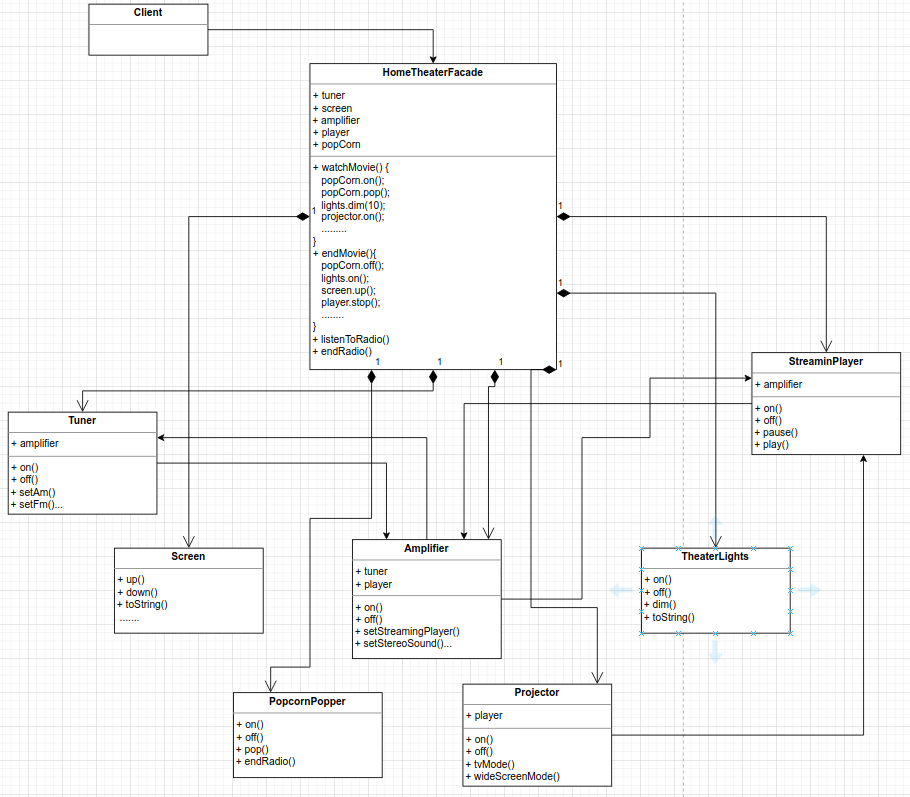 Client
HomeTheaterFacade
+ tuner
+ screen
+ amplifier
+ player
+ popCorn
+ watchMovie() {
popCorn.on();
popCorn.pop();
lights.dim(10);
projector.on();
.........
}
+ endMovie(){
popCorn.off();
lights.on();
screen.up();
player.stop();
........
}
+ listenToRadio()
+ endRadio()
1
1
1
1
1
1
1
StreaminPlayer
+ amplifier
+ on()
+ off()
+ pause()
+ play()
Tuner
+ amplifier
+ on()
+ off()
+ setAm()
+ setFm()...
Screen
+ up()
+ down()
+ toString()
.......
Amplifier
+ tuner
+ player
+ on()
+ off()
+ setStreamingPlayer()
+ setStereoSound()...
TheaterLights
+ on()
+ off()
+ dim()
+ toString()
PopcornPopper
+ on()
+ off()
+ pop()
+ endRadio()
Projector
+ player
+ on()
+ off()
+ tvMode()
+ wideScreenMode()